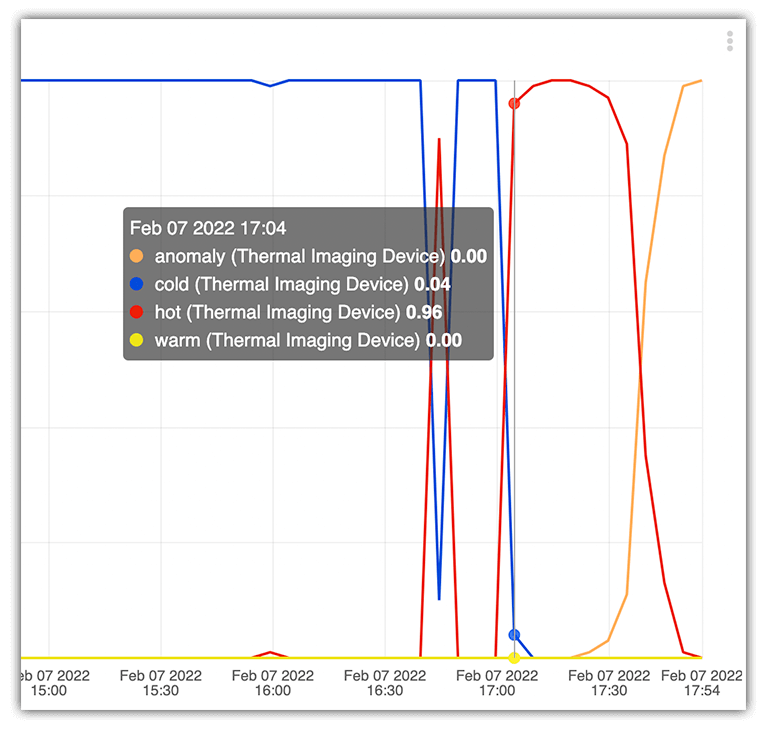 Feb 07 2022 17:04
anomaly (Thermal Imaging Device) 0.00
cold (Thermal Imaging Device) 0.04
hot (Thermal Imaging Device) 0.96
warm (Thermal Imaging Device) 0.00
eb 07 2022 Feb 07 2022 Feb 07 2022 Feb 07 2022 Feb 07 2022 Feb 07 2022 Feb 07 2022
15:00 15:30 16:00 16:30 17:00 17:30 17:54